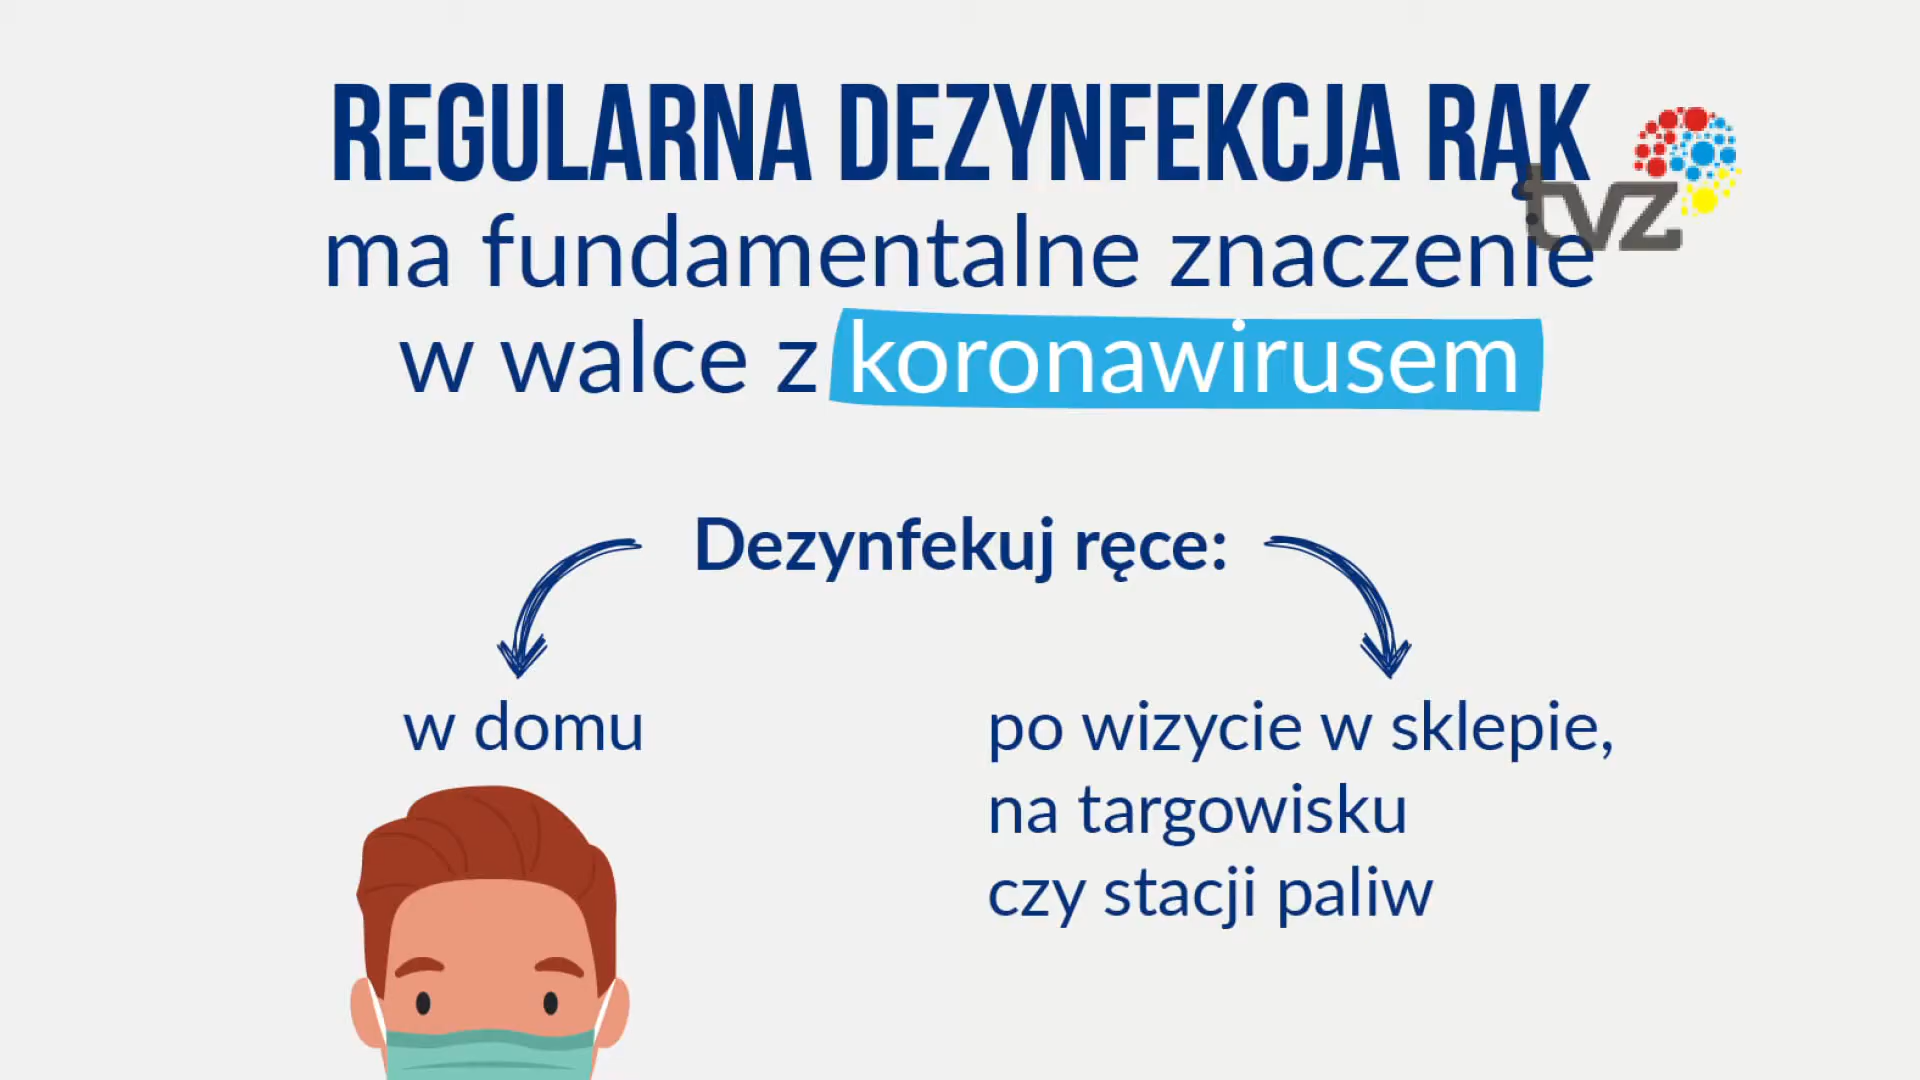 REGULARNA DEZYNFEKCJA RĄK
tvz
ma fundamentalne znaczenie
w walce z koronawirusem
Dezynfekuj ręce:
w domu
po wizycie w sklepie,
na targowisku
czy stacji paliw